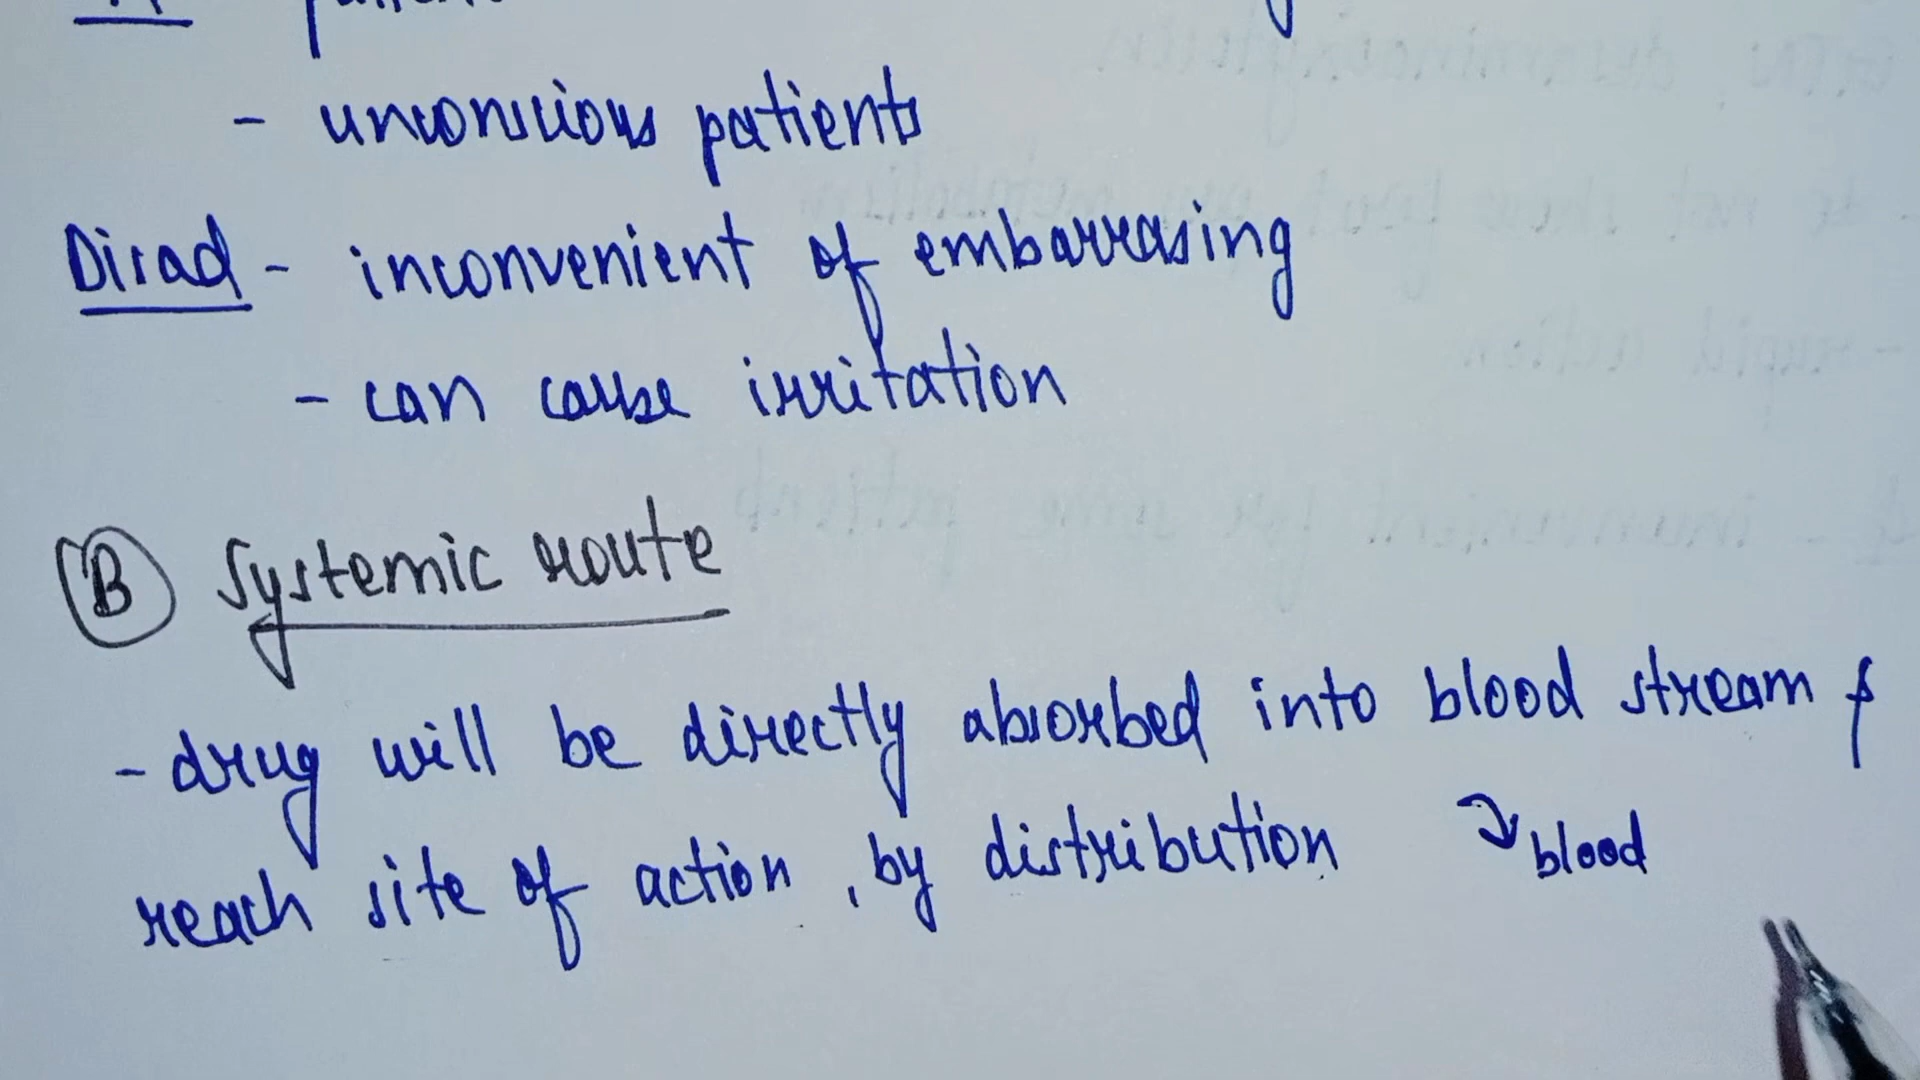 - unconscious patients
Disad - inconvenient of embarrasing
- can cause irritation
B Systemic route
- drug will be directly absorbed into blood stream &
reach site of action, by distribution blood